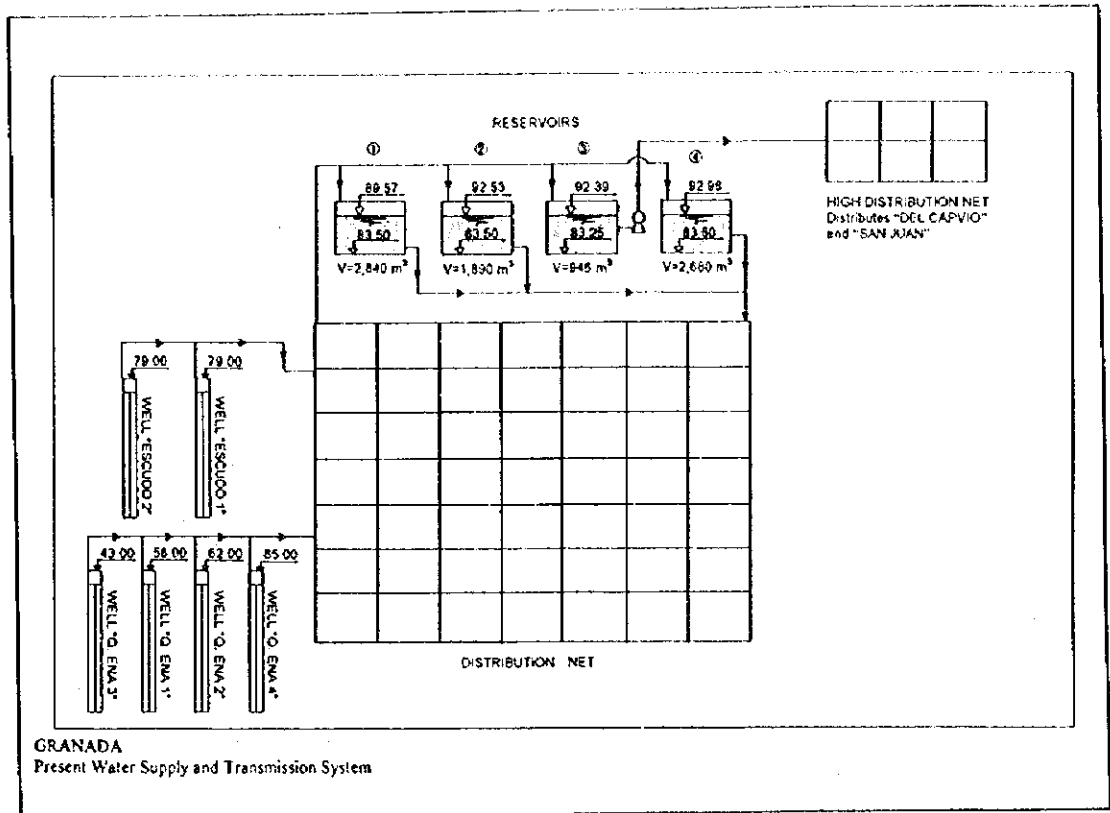 RESERVOIRS
① ② ③ ④
89.57 92.53 92.39 92.98
83.50 83.50 83.25 83.50
V=2,840 m³ V=1,890 m³ V=945 m³ V=2,660 m³
HIGH DISTRIBUTION NET
Distributes "DEL CAPVIO"
and "SAN JUAN"
79.00 79.00
WELL "ESCUDO 2"
WELL "ESCUDO 1"
43.00 58.00 62.00 85.00
WELL "Q. ENA 3"
WELL "Q. ENA 1"
WELL "Q. ENA 2"
WELL "Q. ENA 4"
DISTRIBUTION NET
GRANADA
Present Water Supply and Transmission System